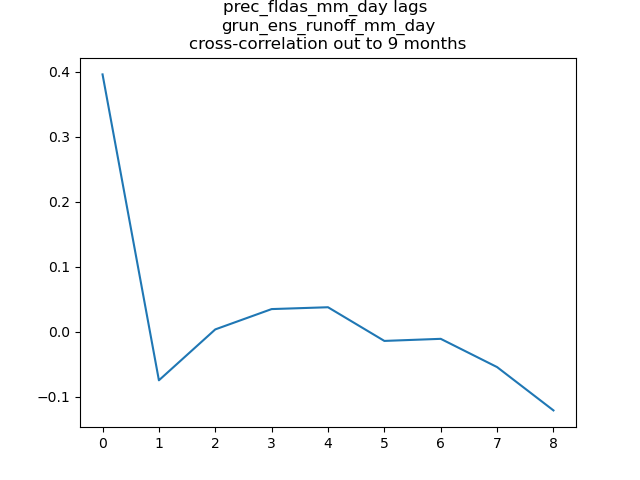 prec_fldas_mm_day lags
grun_ens_runoff_mm_day
cross-correlation out to 9 months
0.4
0.3
0.2
0.1
0.0
−0.1
0 1 2 3 4 5 6 7 8